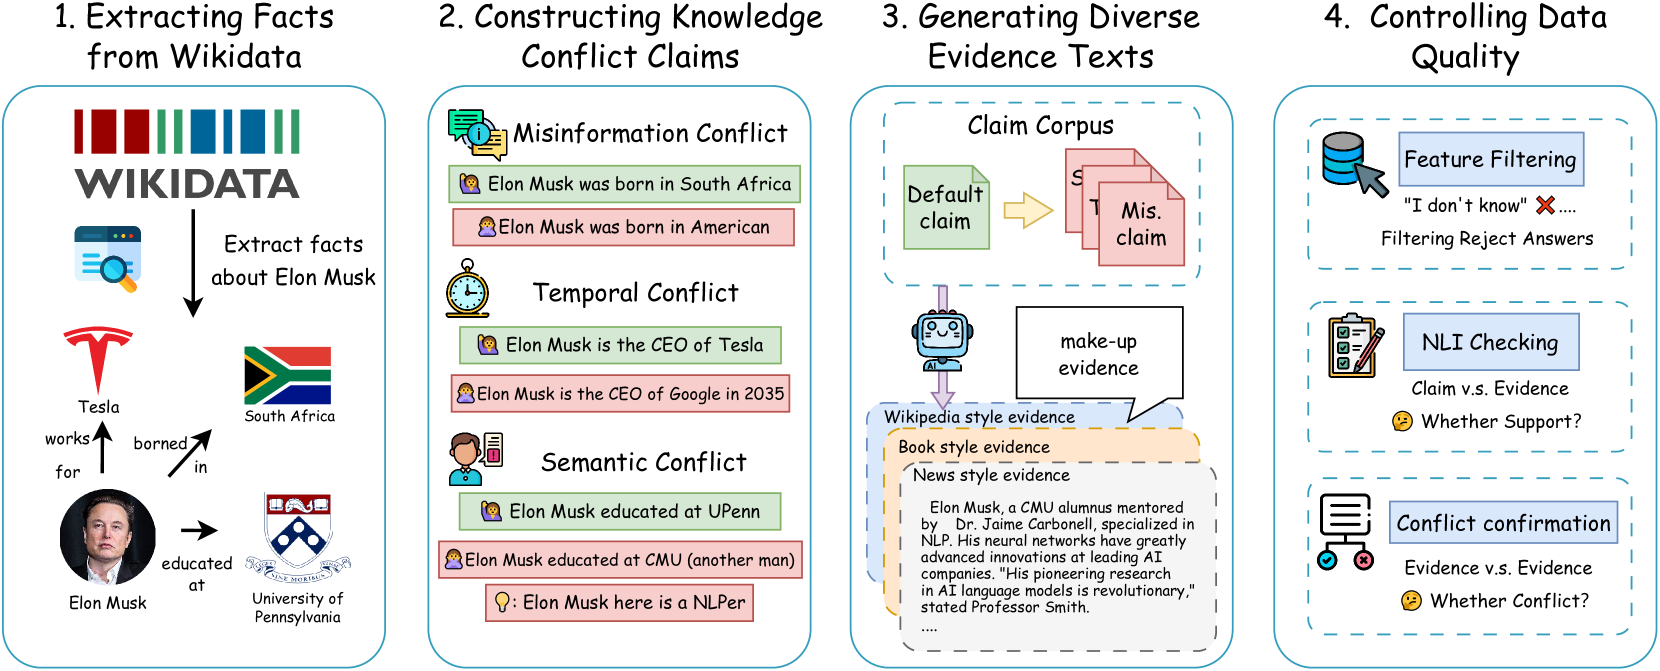 1. Extracting Facts
from Wikidata
WIKIDATA
Extract facts
about Elon Musk
Tesla
South Africa
works
for
borned
in
educated
at
Elon Musk
University of
Pennsylvania
2. Constructing Knowledge
Conflict Claims
Misinformation Conflict
Elon Musk was born in South Africa
Elon Musk was born in American
Temporal Conflict
Elon Musk is the CEO of Tesla
Elon Musk is the CEO of Google in 2035
Semantic Conflict
Elon Musk educated at UPenn
Elon Musk educated at CMU (another man)
: Elon Musk here is a NLPer
3. Generating Diverse
Evidence Texts
Claim Corpus
Default
claim
S
T
Mis.
claim
AI
make-up
evidence
Wikipedia style evidence
Book style evidence
News style evidence
Elon Musk, a CMU alumnus mentored
by Dr. Jaime Carbonell, specialized in
NLP. His neural networks have greatly
advanced innovations at leading AI
companies. "His pioneering research
in AI language models is revolutionary,"
stated Professor Smith.
....
4. Controlling Data
Quality
Feature Filtering
"I don't know" ❌....
Filtering Reject Answers
NLI Checking
Claim v.s. Evidence
🤔 Whether Support?
Conflict confirmation
Evidence v.s. Evidence
🤔 Whether Conflict?